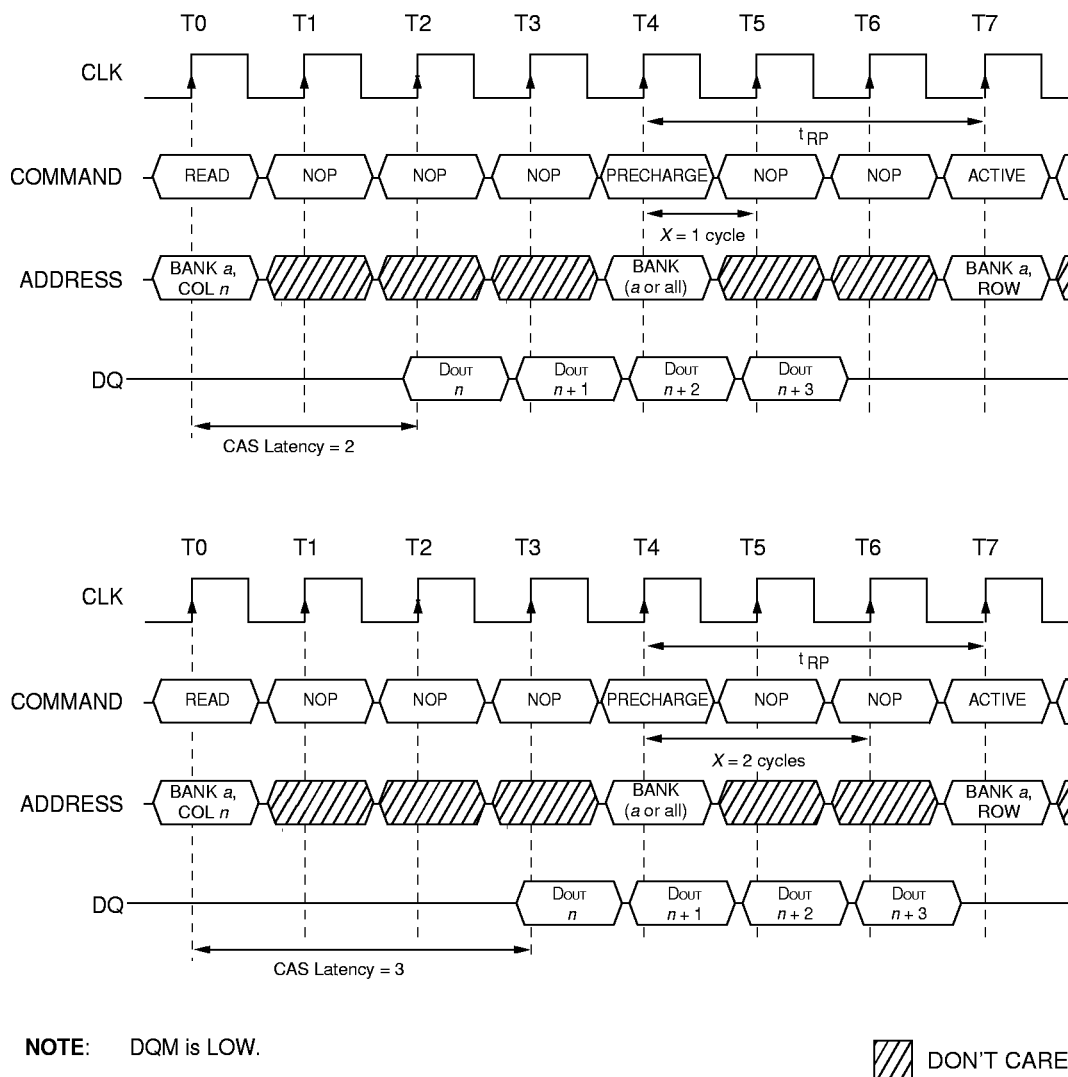 T0 T1 T2 T3 T4 T5 T6 T7
CLK
t RP
COMMAND READ NOP NOP NOP PRECHARGE NOP NOP ACTIVE
X = 1 cycle
ADDRESS BANK a, COL n BANK (a or all) BANK a, ROW
DQ DOUT n DOUT n + 1 DOUT n + 2 DOUT n + 3
CAS Latency = 2
T0 T1 T2 T3 T4 T5 T6 T7
CLK
t RP
COMMAND READ NOP NOP NOP PRECHARGE NOP NOP ACTIVE
X = 2 cycles
ADDRESS BANK a, COL n BANK (a or all) BANK a, ROW
DQ DOUT n DOUT n + 1 DOUT n + 2 DOUT n + 3
CAS Latency = 3
NOTE: DQM is LOW.
DON'T CARE